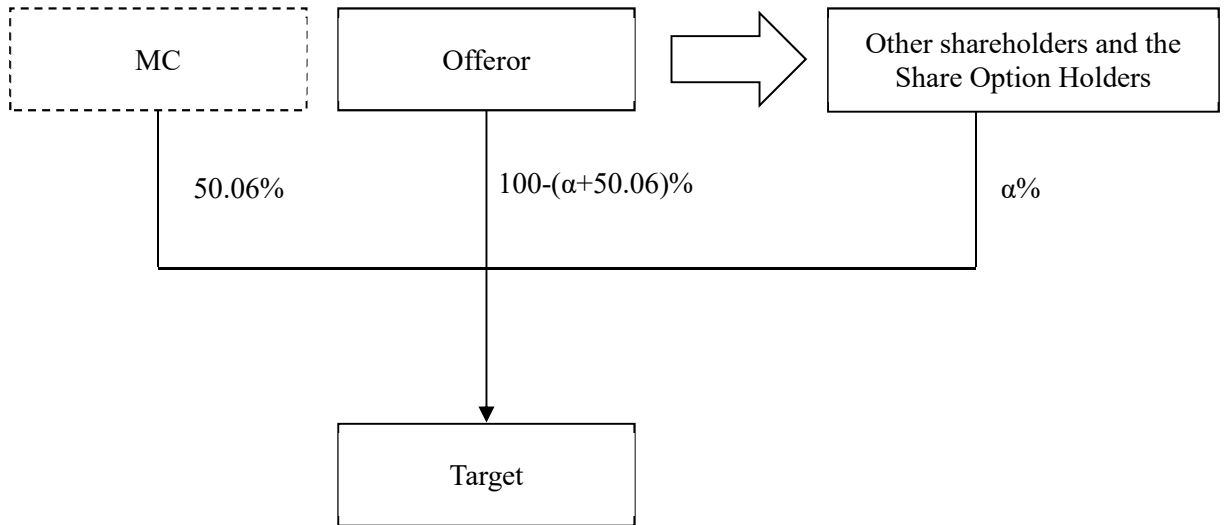 MC
Offeror
Other shareholders and the
Share Option Holders
50.06%
100-(α+50.06)%
α%
Target